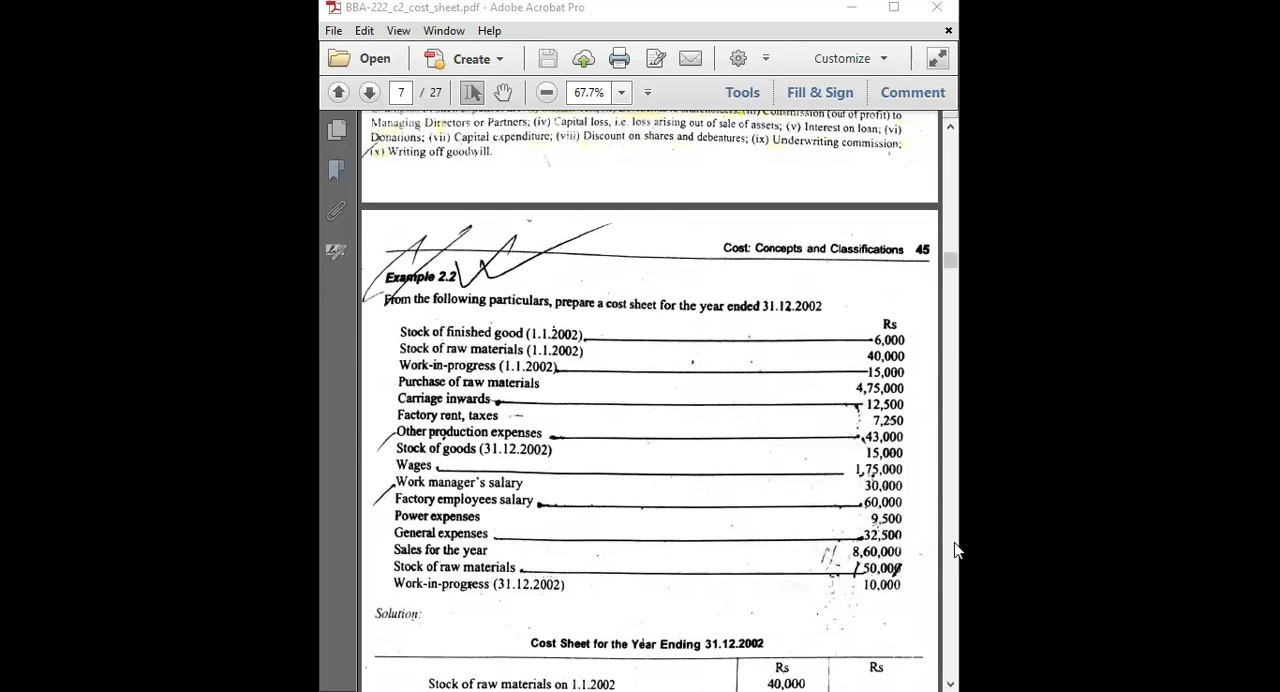 BBA-222_c2_cost_sheet.pdf - Adobe Acrobat Pro
File Edit View Window Help
Open Create Customize
7 / 27 67.7% Tools Fill & Sign Comment
Commission (out of profit) to
Managing Directors or Partners; (iv) Capital loss, i.e. loss arising out of sale of assets; (v) Interest on loan; (vi)
Donations; (vii) Capital expenditure; (viii) Discount on shares and debentures; (ix) Underwriting commission;
(x) Writing off goodwill.
Cost: Concepts and Classifications 45
Example 2.2
From the following particulars, prepare a cost sheet for the year ended 31.12.2002
Rs
Stock of finished good (1.1.2002) 6,000
Stock of raw materials (1.1.2002) 40,000
Work-in-progress (1.1.2002) 15,000
Purchase of raw materials 4,75,000
Carriage inwards 12,500
Factory rent, taxes 7,250
Other production expenses 43,000
Stock of goods (31.12.2002) 15,000
Wages 1,75,000
Work manager's salary 30,000
Factory employees salary 60,000
Power expenses 9,500
General expenses 32,500
Sales for the year 8,60,000
Stock of raw materials 50,000
Work-in-progress (31.12.2002) 10,000
Solution:
Cost Sheet for the Year Ending 31.12.2002
Rs Rs
Stock of raw materials on 1.1.2002 40,000